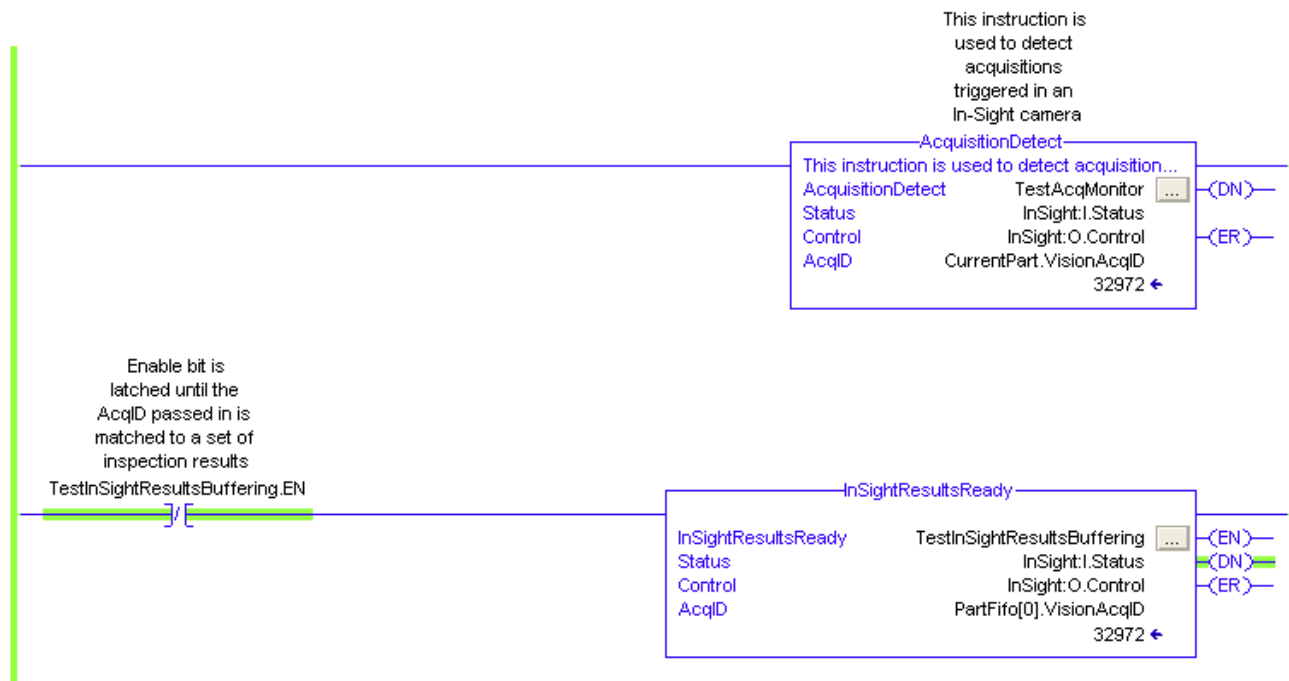 This instruction is
used to detect
acquisitions
triggered in an
In-Sight camera
AcquisitionDetect
This instruction is used to detect acquisition...
AcquisitionDetect TestAcqMonitor ... (DN)
Status InSight:I.Status
Control InSight:O.Control (ER)
AcqID CurrentPart.VisionAcqID
32972
Enable bit is
latched until the
AcqID passed in is
matched to a set of
inspection results
TestInSightResultsBuffering.EN
InSightResultsReady
InSightResultsReady TestInSightResultsBuffering ... (EN)
Status InSight:I.Status (DN)
Control InSight:O.Control (ER)
AcqID PartFifo[0].VisionAcqID
32972